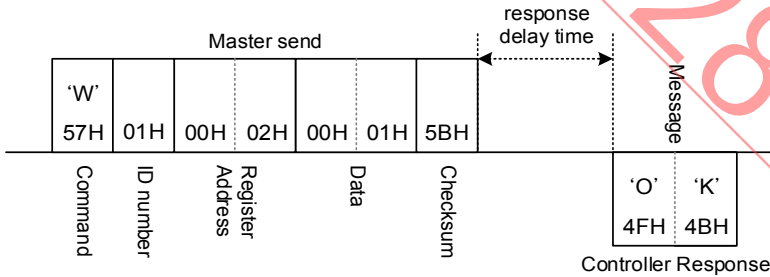 Master send
response
delay time
'W'
57H 01H 00H 02H 00H 01H 5BH
Command
ID number
Register
Address
Data
Checksum
Message
'O' 'K'
4FH 4BH
Controller Response
28